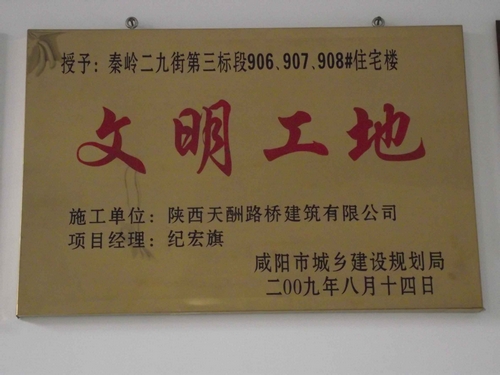 授予：秦岭二九街第三标段906、907、908#住宅楼
文明工地
施工单位：陕西天酬路桥建筑有限公司
项目经理：纪宏旗
咸阳市城乡建设规划局
二00九年八月十四日